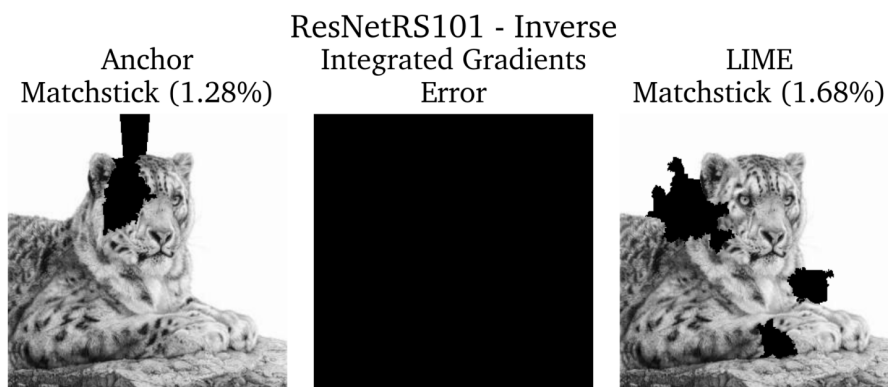 ResNetRS101 - Inverse
Anchor
Matchstick (1.28%)
Integrated Gradients
Error
LIME
Matchstick (1.68%)